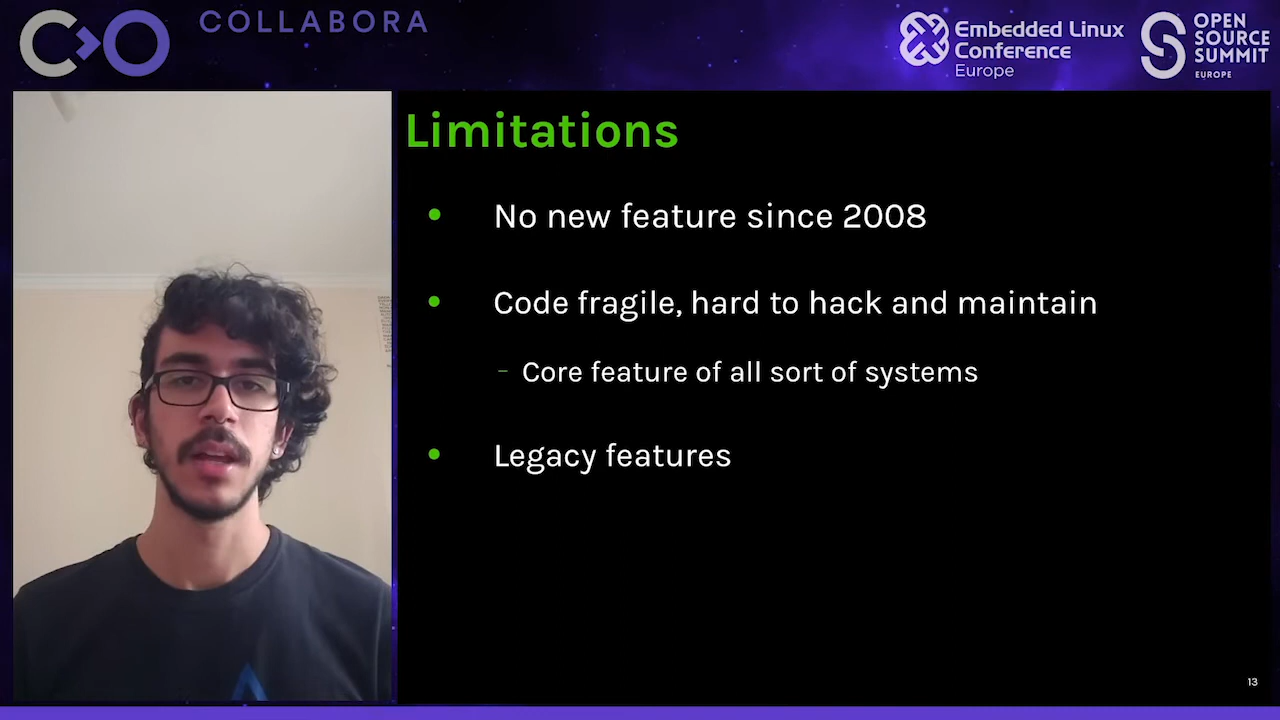 COLLABORA
Embedded Linux
Conference
Europe
OPEN
SOURCE
SUMMIT
EUROPE
Limitations
No new feature since 2008
Code fragile, hard to hack and maintain
– Core feature of all sort of systems
Legacy features
13